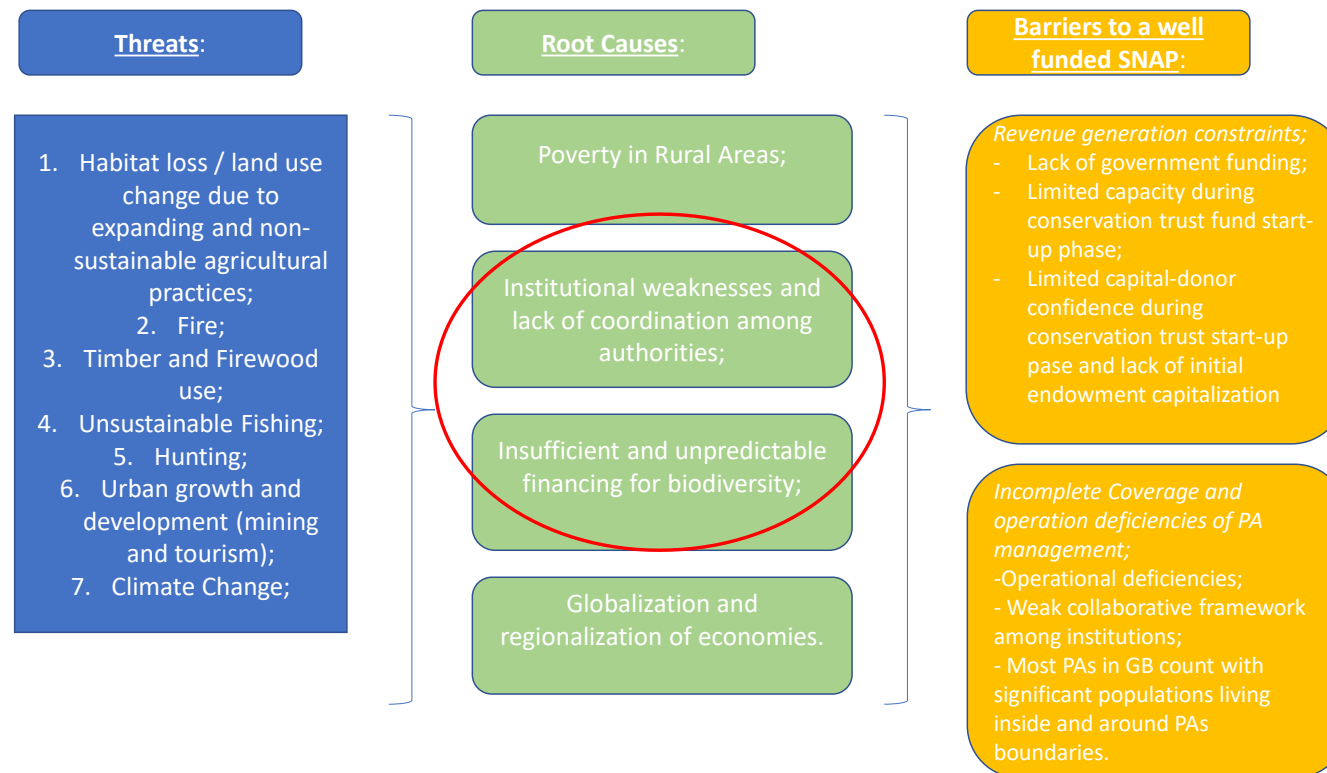 Threats:
1. Habitat loss / land use
change due to
expanding and non-
sustainable agricultural
practices;
2. Fire;
3. Timber and Firewood
use;
4. Unsustainable Fishing;
5. Hunting;
6. Urban growth and
development (mining
and tourism);
7. Climate Change;
Root Causes:
Poverty in Rural Areas;
Institutional weaknesses and
lack of coordination among
authorities;
Insufficient and unpredictable
financing for biodiversity;
Globalization and
regionalization of economies.
Barriers to a well
funded SNAP:
Revenue generation constraints;
- Lack of government funding;
- Limited capacity during
conservation trust fund start-
up phase;
- Limited capital-donor
confidence during
conservation trust start-up
pase and lack of initial
endowment capitalization
Incomplete Coverage and
operation deficiencies of PA
management;
-Operational deficiencies;
- Weak collaborative framework
among institutions;
- Most PAs in GB count with
significant populations living
inside and around PAs
boundaries.